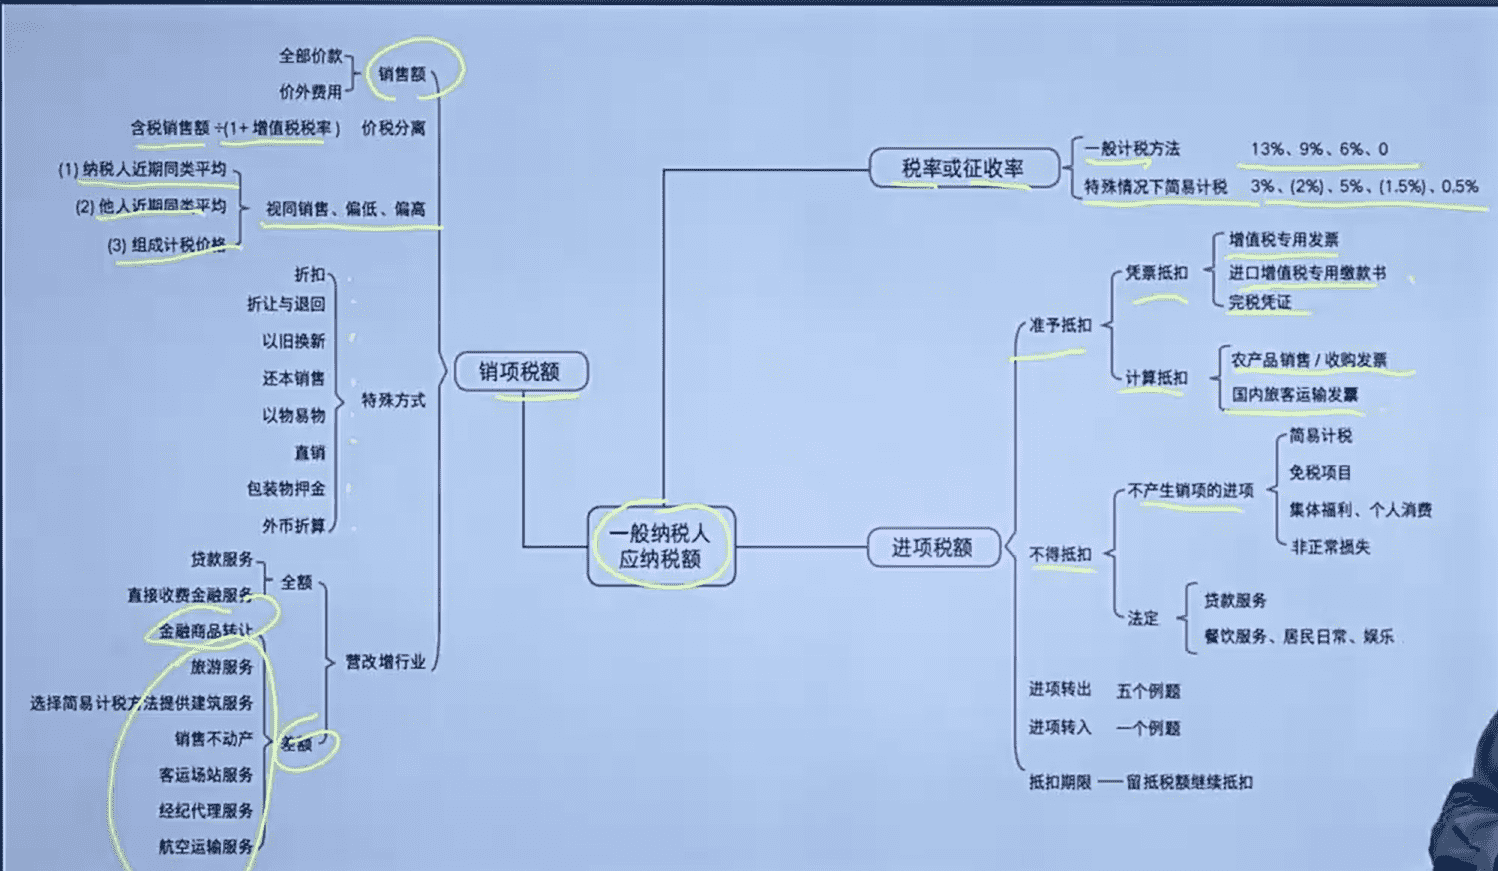 全部价款
价外费用
销售额
含税销售额÷(1+增值税税率) 价税分离
(1) 纳税人近期同类平均
(2) 他人近期同类平均
(3) 组成计税价格
视同销售、偏低、偏高
折扣
折让与退回
以旧换新
还本销售
以物易物
直销
包装物押金
外币折算
特殊方式
贷款服务
直接收费金融服务
全额
金融商品转让
旅游服务
选择简易计税方法提供建筑服务
销售不动产
客运场站服务
经纪代理服务
航空运输服务
差额
营改增行业
销项税额
一般纳税人
应纳税额
税率或征收率
一般计税方法 13%、9%、6%、0
特殊情况下简易计税 3%、(2%)、5%、(1.5%)、0.5%
进项税额
准予抵扣
凭票抵扣
增值税专用发票
进口增值税专用缴款书
完税凭证
计算抵扣
农产品销售 / 收购发票
国内旅客运输发票
不得抵扣
不产生销项的进项
简易计税
免税项目
集体福利、个人消费
非正常损失
法定
贷款服务
餐饮服务、居民日常、娱乐
进项转出 五个例题
进项转入 一个例题
抵扣期限 — 留抵税额继续抵扣